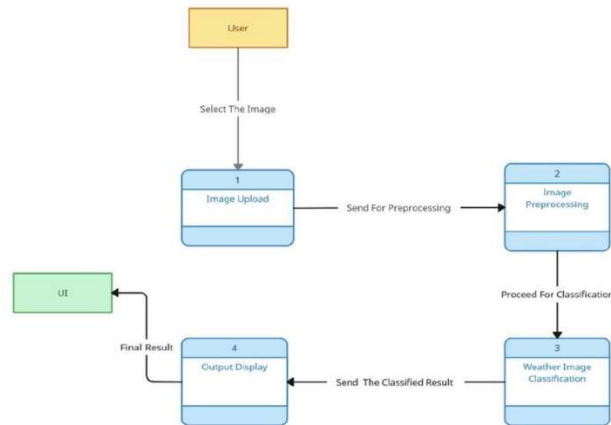 User
Select The Image
1
Image Upload
Send For Preprocessing
2
Image
Preprocessing
Proceed For Classification
3
Weather Image
Classification
Send The Classified Result
4
Output Display
Final Result
UI